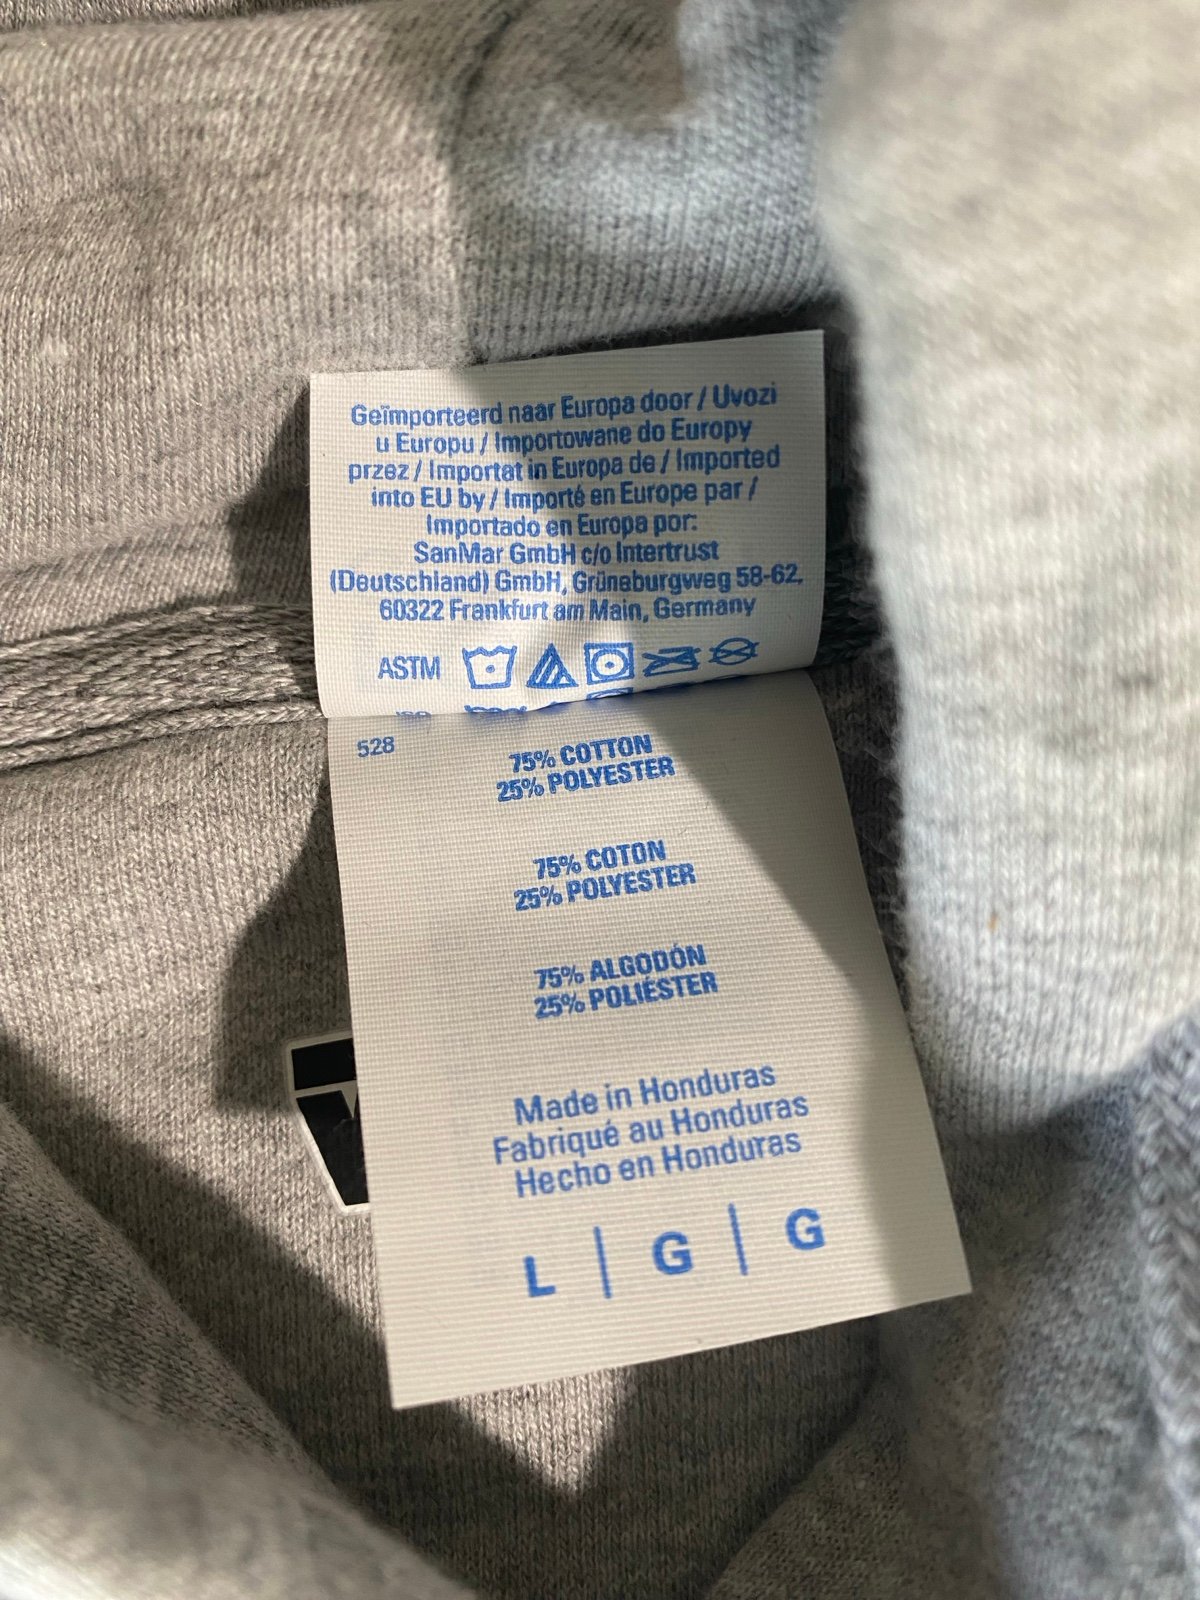 Geïmporteerd naar Europa door / Uvozi
u Europu / Importowane do Europy
przez / Importat in Europa de / Imported
into EU by / Importé en Europe par /
Importado en Europa por:
SanMar GmbH c/o Intertrust
(Deutschland) GmbH, Grüneburgweg 58-62,
60322 Frankfurt am Main, Germany
ASTM
528
75% COTTON
25% POLYESTER
75% COTON
25% POLYESTER
75% ALGODÓN
25% POLIÉSTER
Made in Honduras
Fabriqué au Honduras
Hecho en Honduras
L | G | G